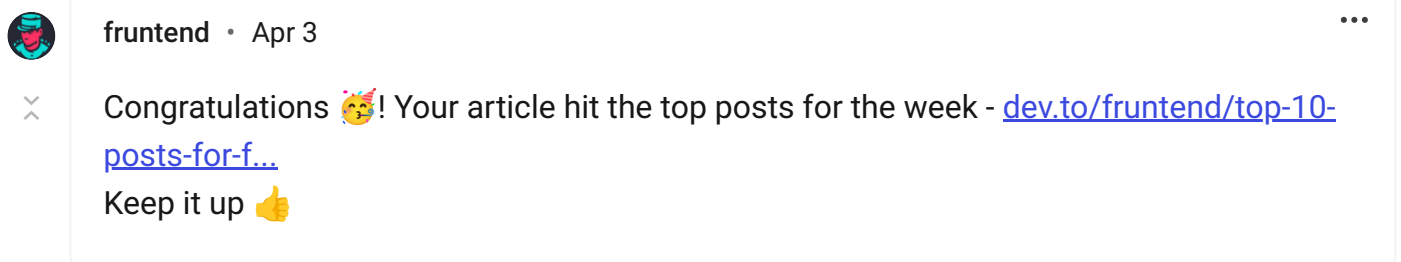 fruntend • Apr 3
Congratulations 🥳! Your article hit the top posts for the week - dev.to/fruntend/top-10-
posts-for-f...
Keep it up 👍